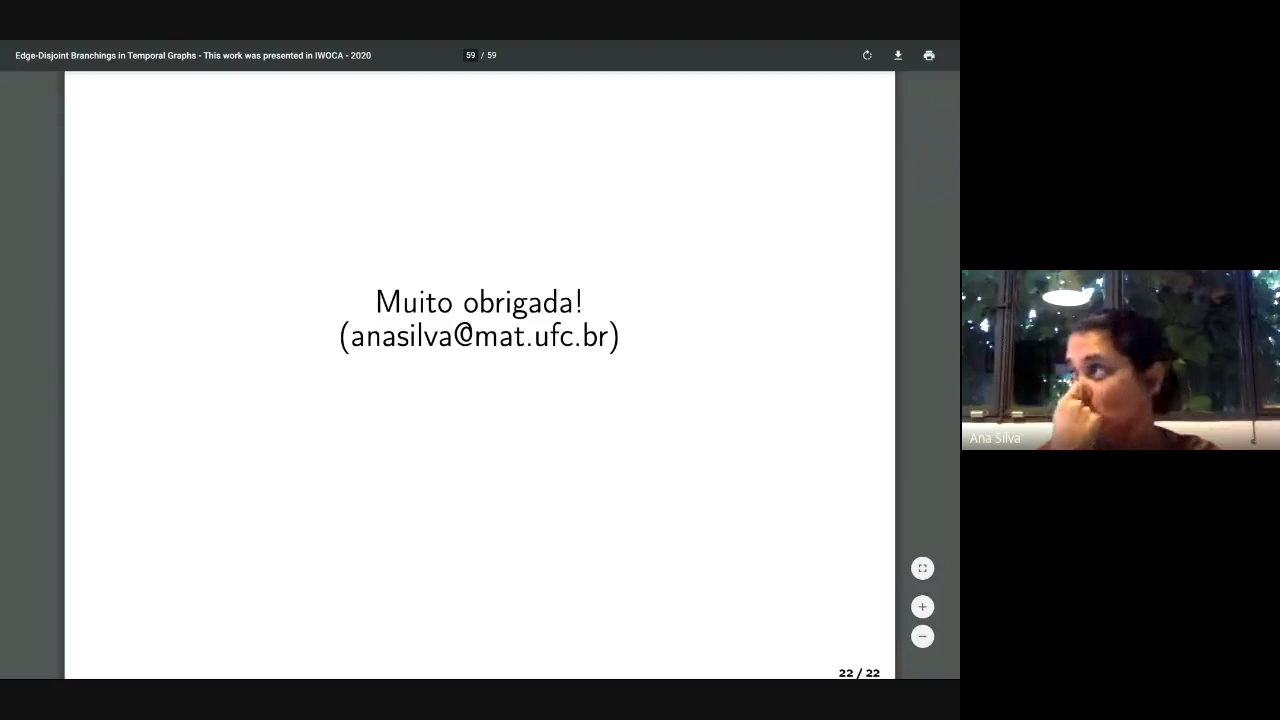 Edge-Disjoint Branchings in Temporal Graphs - This work was presented in IWOCA - 2020
59 / 59
Muito obrigada!
(anasilva@mat.ufc.br)
Ana Silva
22 / 22